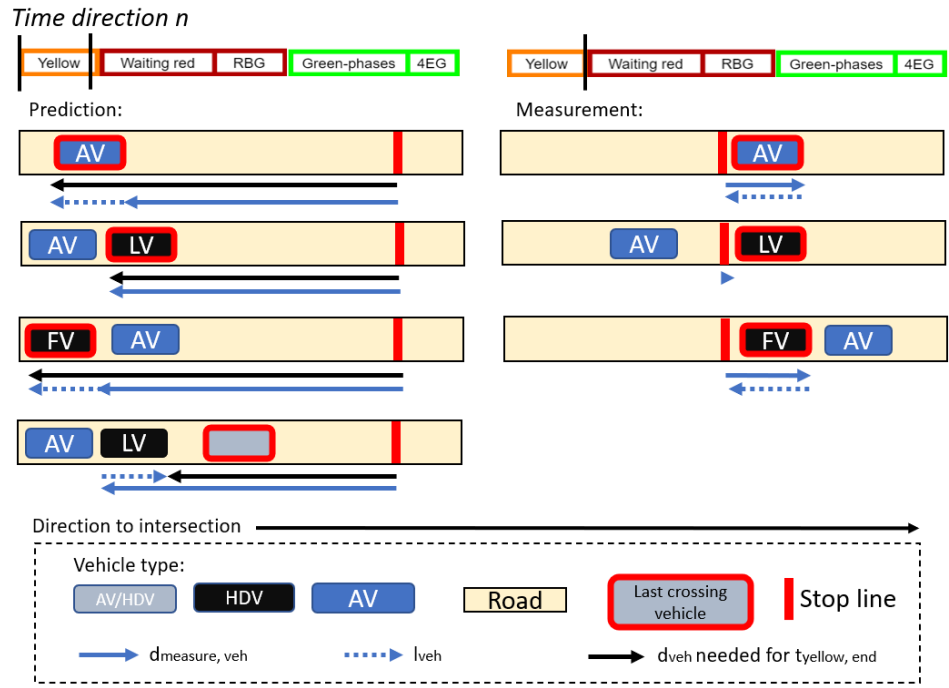 Time direction n
Yellow Waiting red RBG Green-phases 4EG Yellow Waiting red RBG Green-phases 4EG
Prediction: Measurement:
AV AV
AV LV AV LV
FV AV FV AV
AV LV
Direction to intersection
Vehicle type:
AV/HDV HDV AV Road Last crossing vehicle Stop line
dmeasure, veh lveh dveh needed for tyellow, end